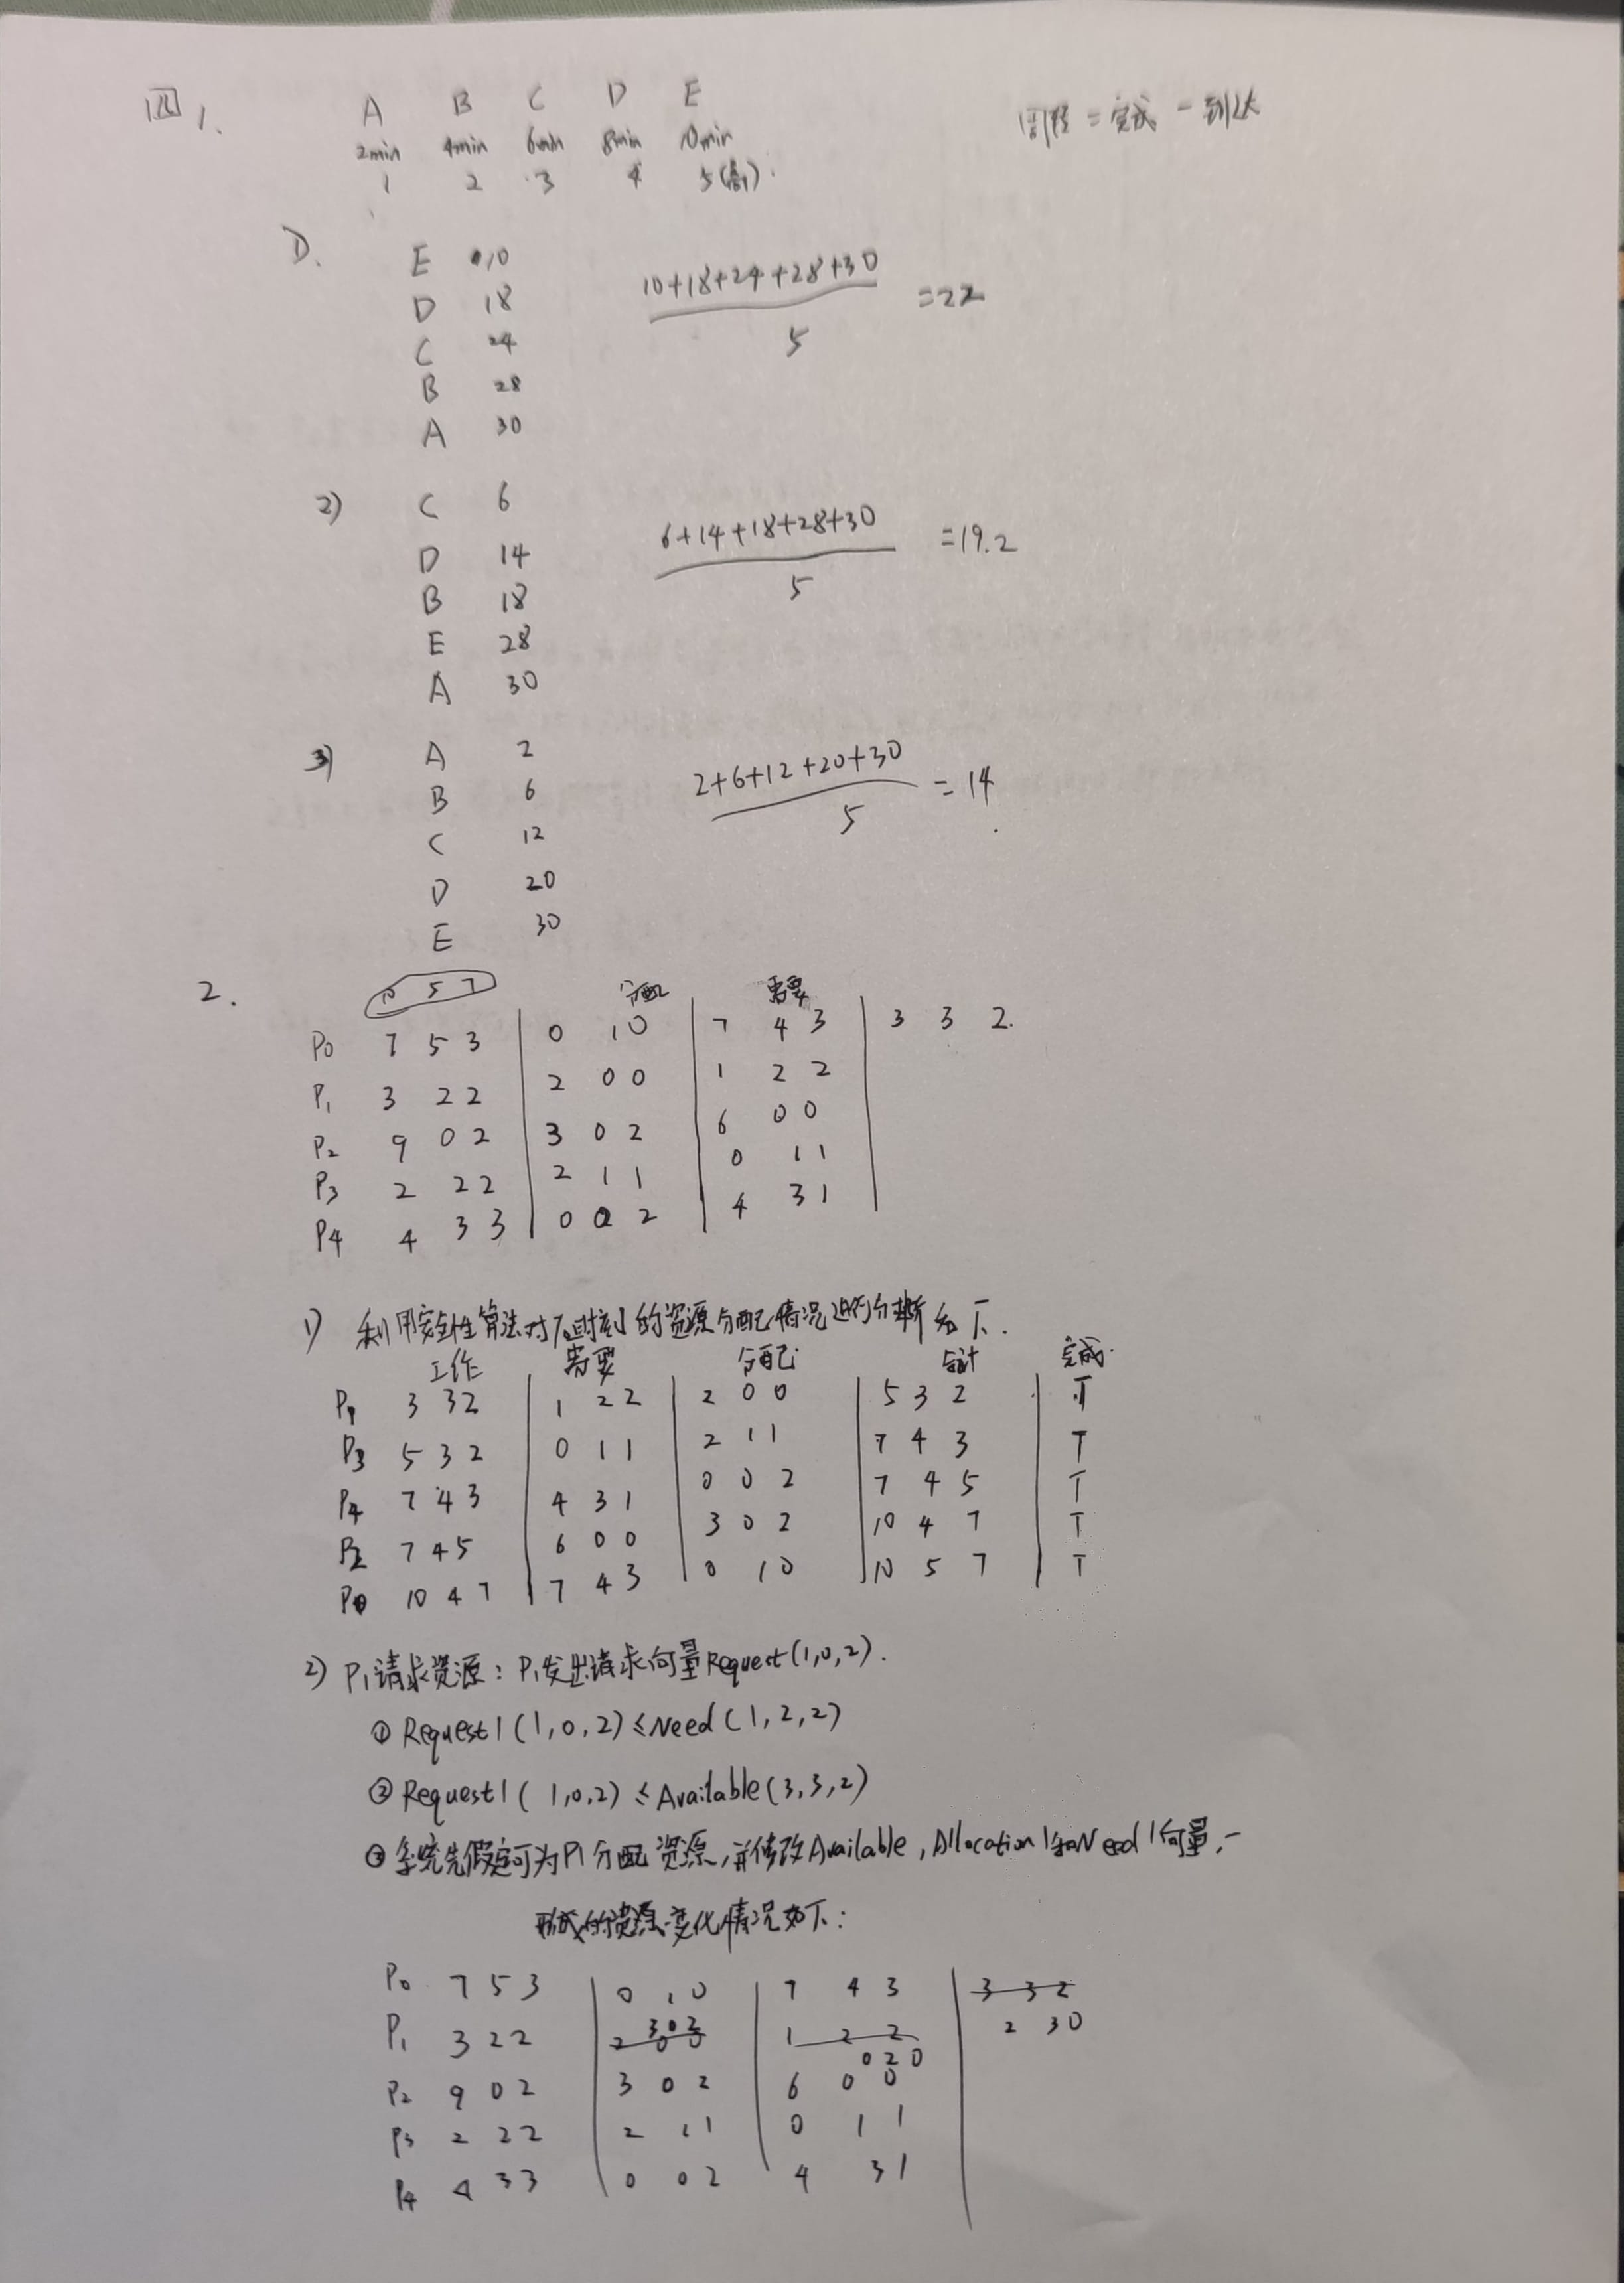 四 1. A B C D E
周转 = 完成 - 到达
2min 4min 6min 8min 10min
1 2 3 4 5(高)
1). E 10
D 18
C 24
B 28
A 30
10+18+24+28+30 / 5 = 22
2) C 6
D 14
B 18
E 28
A 30
6+14+18+28+30 / 5 = 19.2
3) A 2
B 6
C 12
D 20
E 30
2+6+12+20+30 / 5 = 14
2. 10 5 7 分配 需要
P0 7 5 3 | 0 1 0 | 7 4 3 | 3 3 2.
P1 3 2 2 | 2 0 0 | 1 2 2
P2 9 0 2 | 3 0 2 | 6 0 0
P3 2 2 2 | 2 1 1 | 0 1 1
P4 4 3 3 | 0 0 2 | 4 3 1
1) 利用安全性算法对T0时刻的资源分配情况进行分析如下.
工作 需要 分配 合计 完成.
P1 3 3 2 | 1 2 2 | 2 0 0 | 5 3 2 | T
P3 5 3 2 | 0 1 1 | 2 1 1 | 7 4 3 | T
P4 7 4 3 | 4 3 1 | 0 0 2 | 7 4 5 | T
P2 7 4 5 | 6 0 0 | 3 0 2 | 10 4 7 | T
P0 10 4 7 | 7 4 3 | 0 1 0 | 10 5 7 | T
2) P1请求资源: P1发出请求向量Request(1,0,2).
① Request1(1,0,2)≤Need(1,2,2)
② Request1(1,0,2)≤Available(3,3,2)
③ 系统先假定可为P1分配资源,并修改Available,Allocation1和Need1向量,
形成的资源变化情况如下:
P0 7 5 3 | 0 1 0 | 7 4 3 | 3 3 2
P1 3 2 2 | 2 0 0 3 0 2 | 1 2 2 0 2 0 | 2 3 0
P2 9 0 2 | 3 0 2 | 6 0 0
P3 2 2 2 | 2 1 1 | 0 1 1
P4 4 3 3 | 0 0 2 | 4 3 1